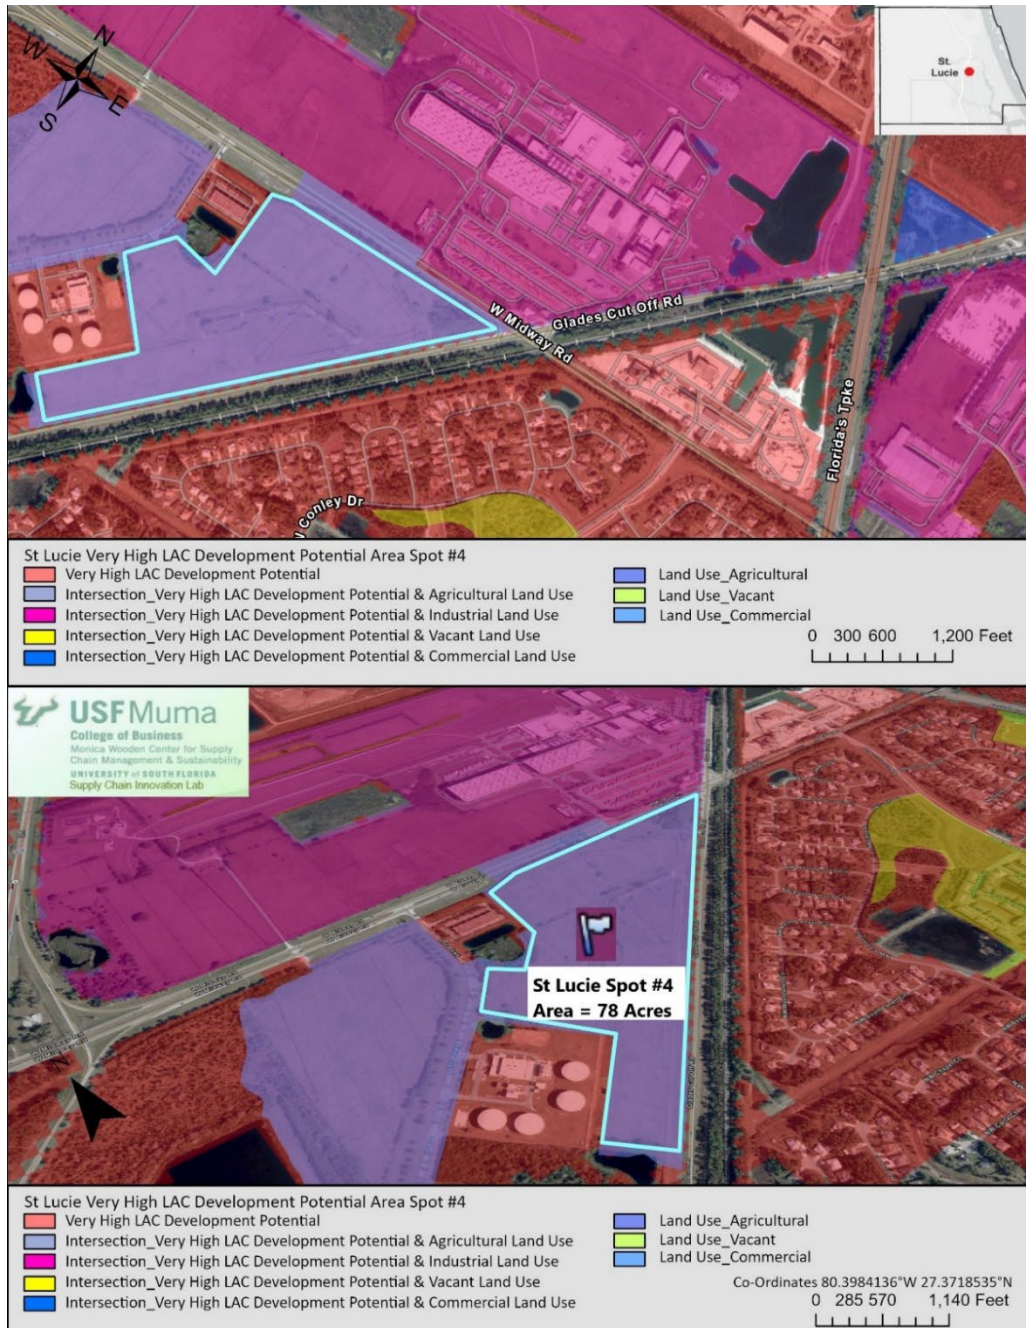 N
W
E
S
St.
Lucie
Glades Cut Off Rd
W Midway Rd
Florida's Tpke
Conley Dr
St Lucie Very High LAC Development Potential Area Spot #4
Very High LAC Development Potential
Intersection_Very High LAC Development Potential & Agricultural Land Use
Intersection_Very High LAC Development Potential & Industrial Land Use
Intersection_Very High LAC Development Potential & Vacant Land Use
Intersection_Very High LAC Development Potential & Commercial Land Use
Land Use_Agricultural
Land Use_Vacant
Land Use_Commercial
0 300 600 1,200 Feet
USF Muma
College of Business
Monica Wooden Center for Supply
Chain Management & Sustainability
UNIVERSITY of SOUTH FLORIDA
Supply Chain Innovation Lab
St Lucie Spot #4
Area = 78 Acres
St Lucie Very High LAC Development Potential Area Spot #4
Very High LAC Development Potential
Intersection_Very High LAC Development Potential & Agricultural Land Use
Intersection_Very High LAC Development Potential & Industrial Land Use
Intersection_Very High LAC Development Potential & Vacant Land Use
Intersection_Very High LAC Development Potential & Commercial Land Use
Land Use_Agricultural
Land Use_Vacant
Land Use_Commercial
Co-Ordinates 80.3984136°W 27.3718535°N
0 285 570 1,140 Feet